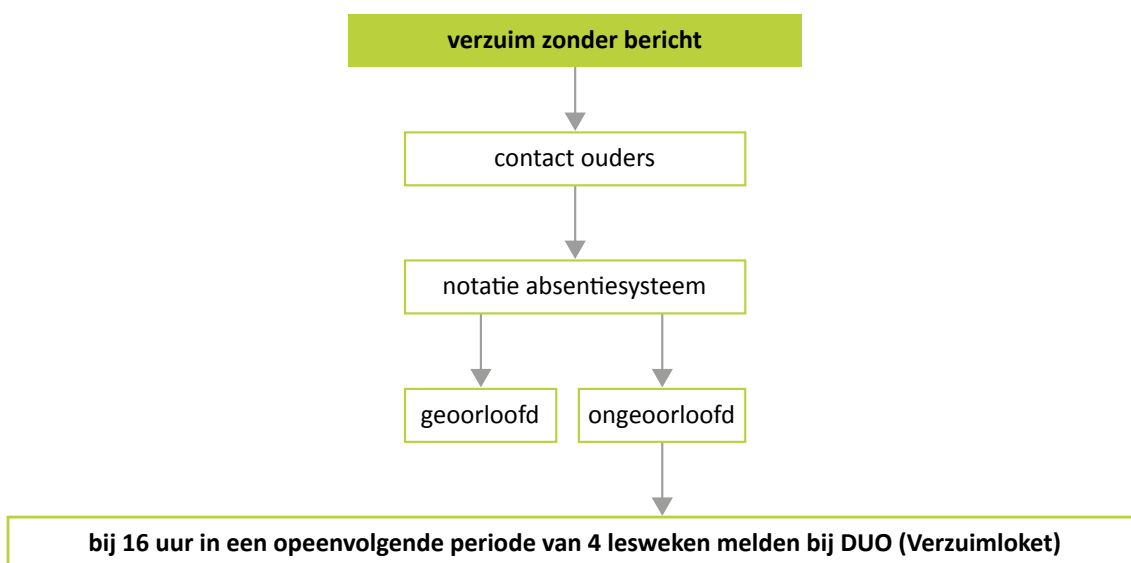 verzuim zonder bericht
contact ouders
notatie absentiesysteem
geoorloofd
ongeoorloofd
bij 16 uur in een opeenvolgende periode van 4 lesweken melden bij DUO (Verzuimloket)